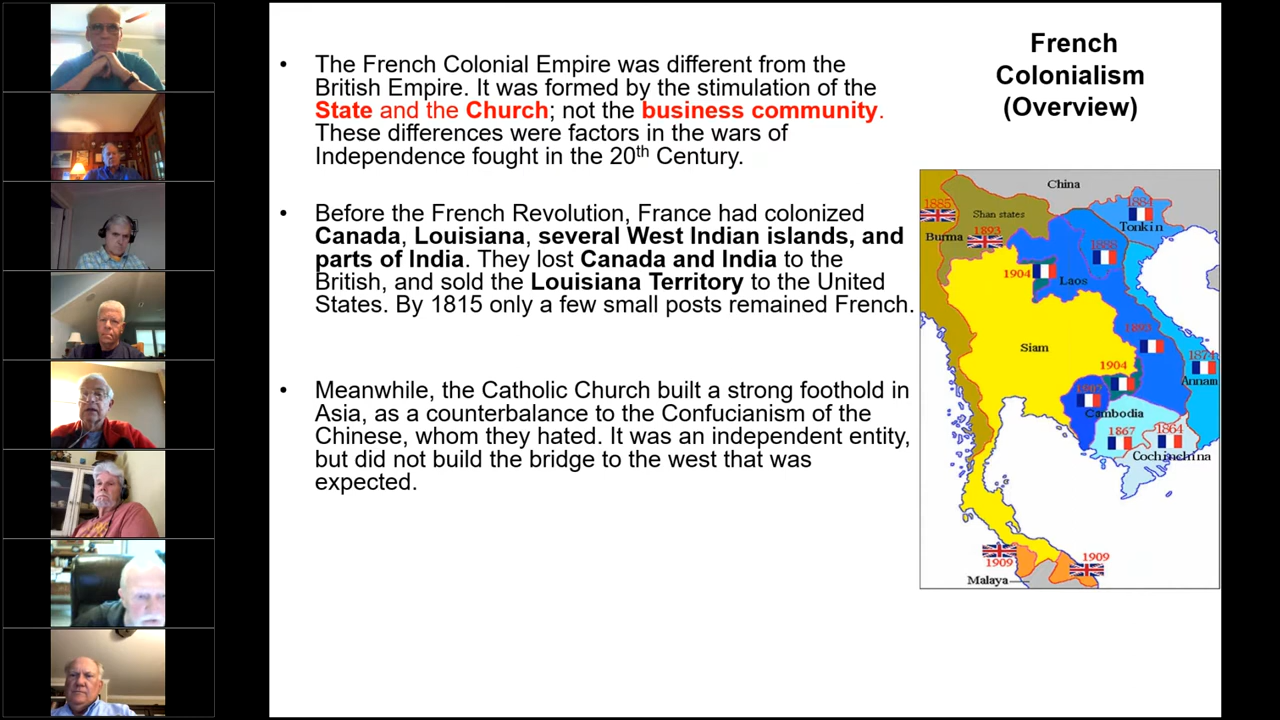 French
Colonialism
(Overview)
• The French Colonial Empire was different from the
British Empire. It was formed by the stimulation of the
State and the Church; not the business community.
These differences were factors in the wars of
Independence fought in the 20th Century.
• Before the French Revolution, France had colonized
Canada, Louisiana, several West Indian islands, and
parts of India. They lost Canada and India to the
British, and sold the Louisiana Territory to the United
States. By 1815 only a few small posts remained French.
• Meanwhile, the Catholic Church built a strong foothold in
Asia, as a counterbalance to the Confucianism of the
Chinese, whom they hated. It was an independent entity,
but did not build the bridge to the west that was
expected.
China
1885
Shan states
1884
Tonkin
Burma
1893
1888
1904
Laos
1893
Siam
1904
1874
Annam
1907
Cambodia
1867
1864
Cochinchina
1909
1909
Malaya